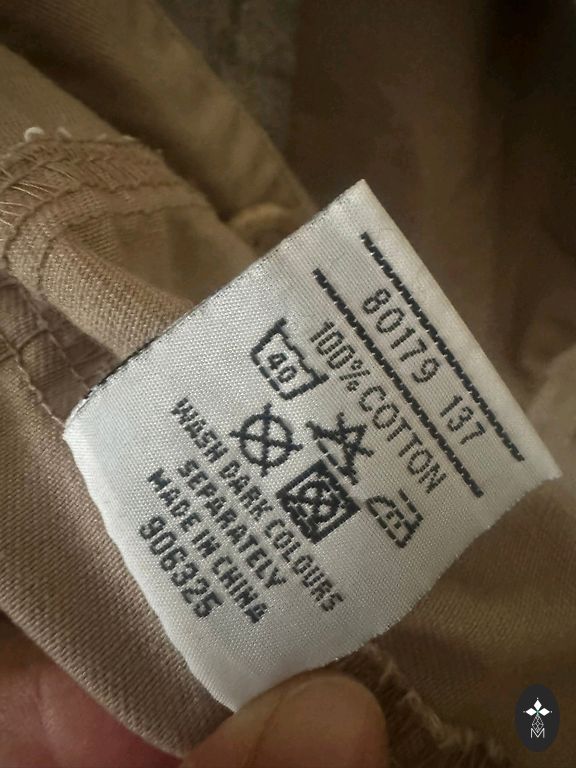 80179 137
100% COTTON
40
WASH DARK COLOURS
SEPARATELY
MADE IN CHINA
906325
M